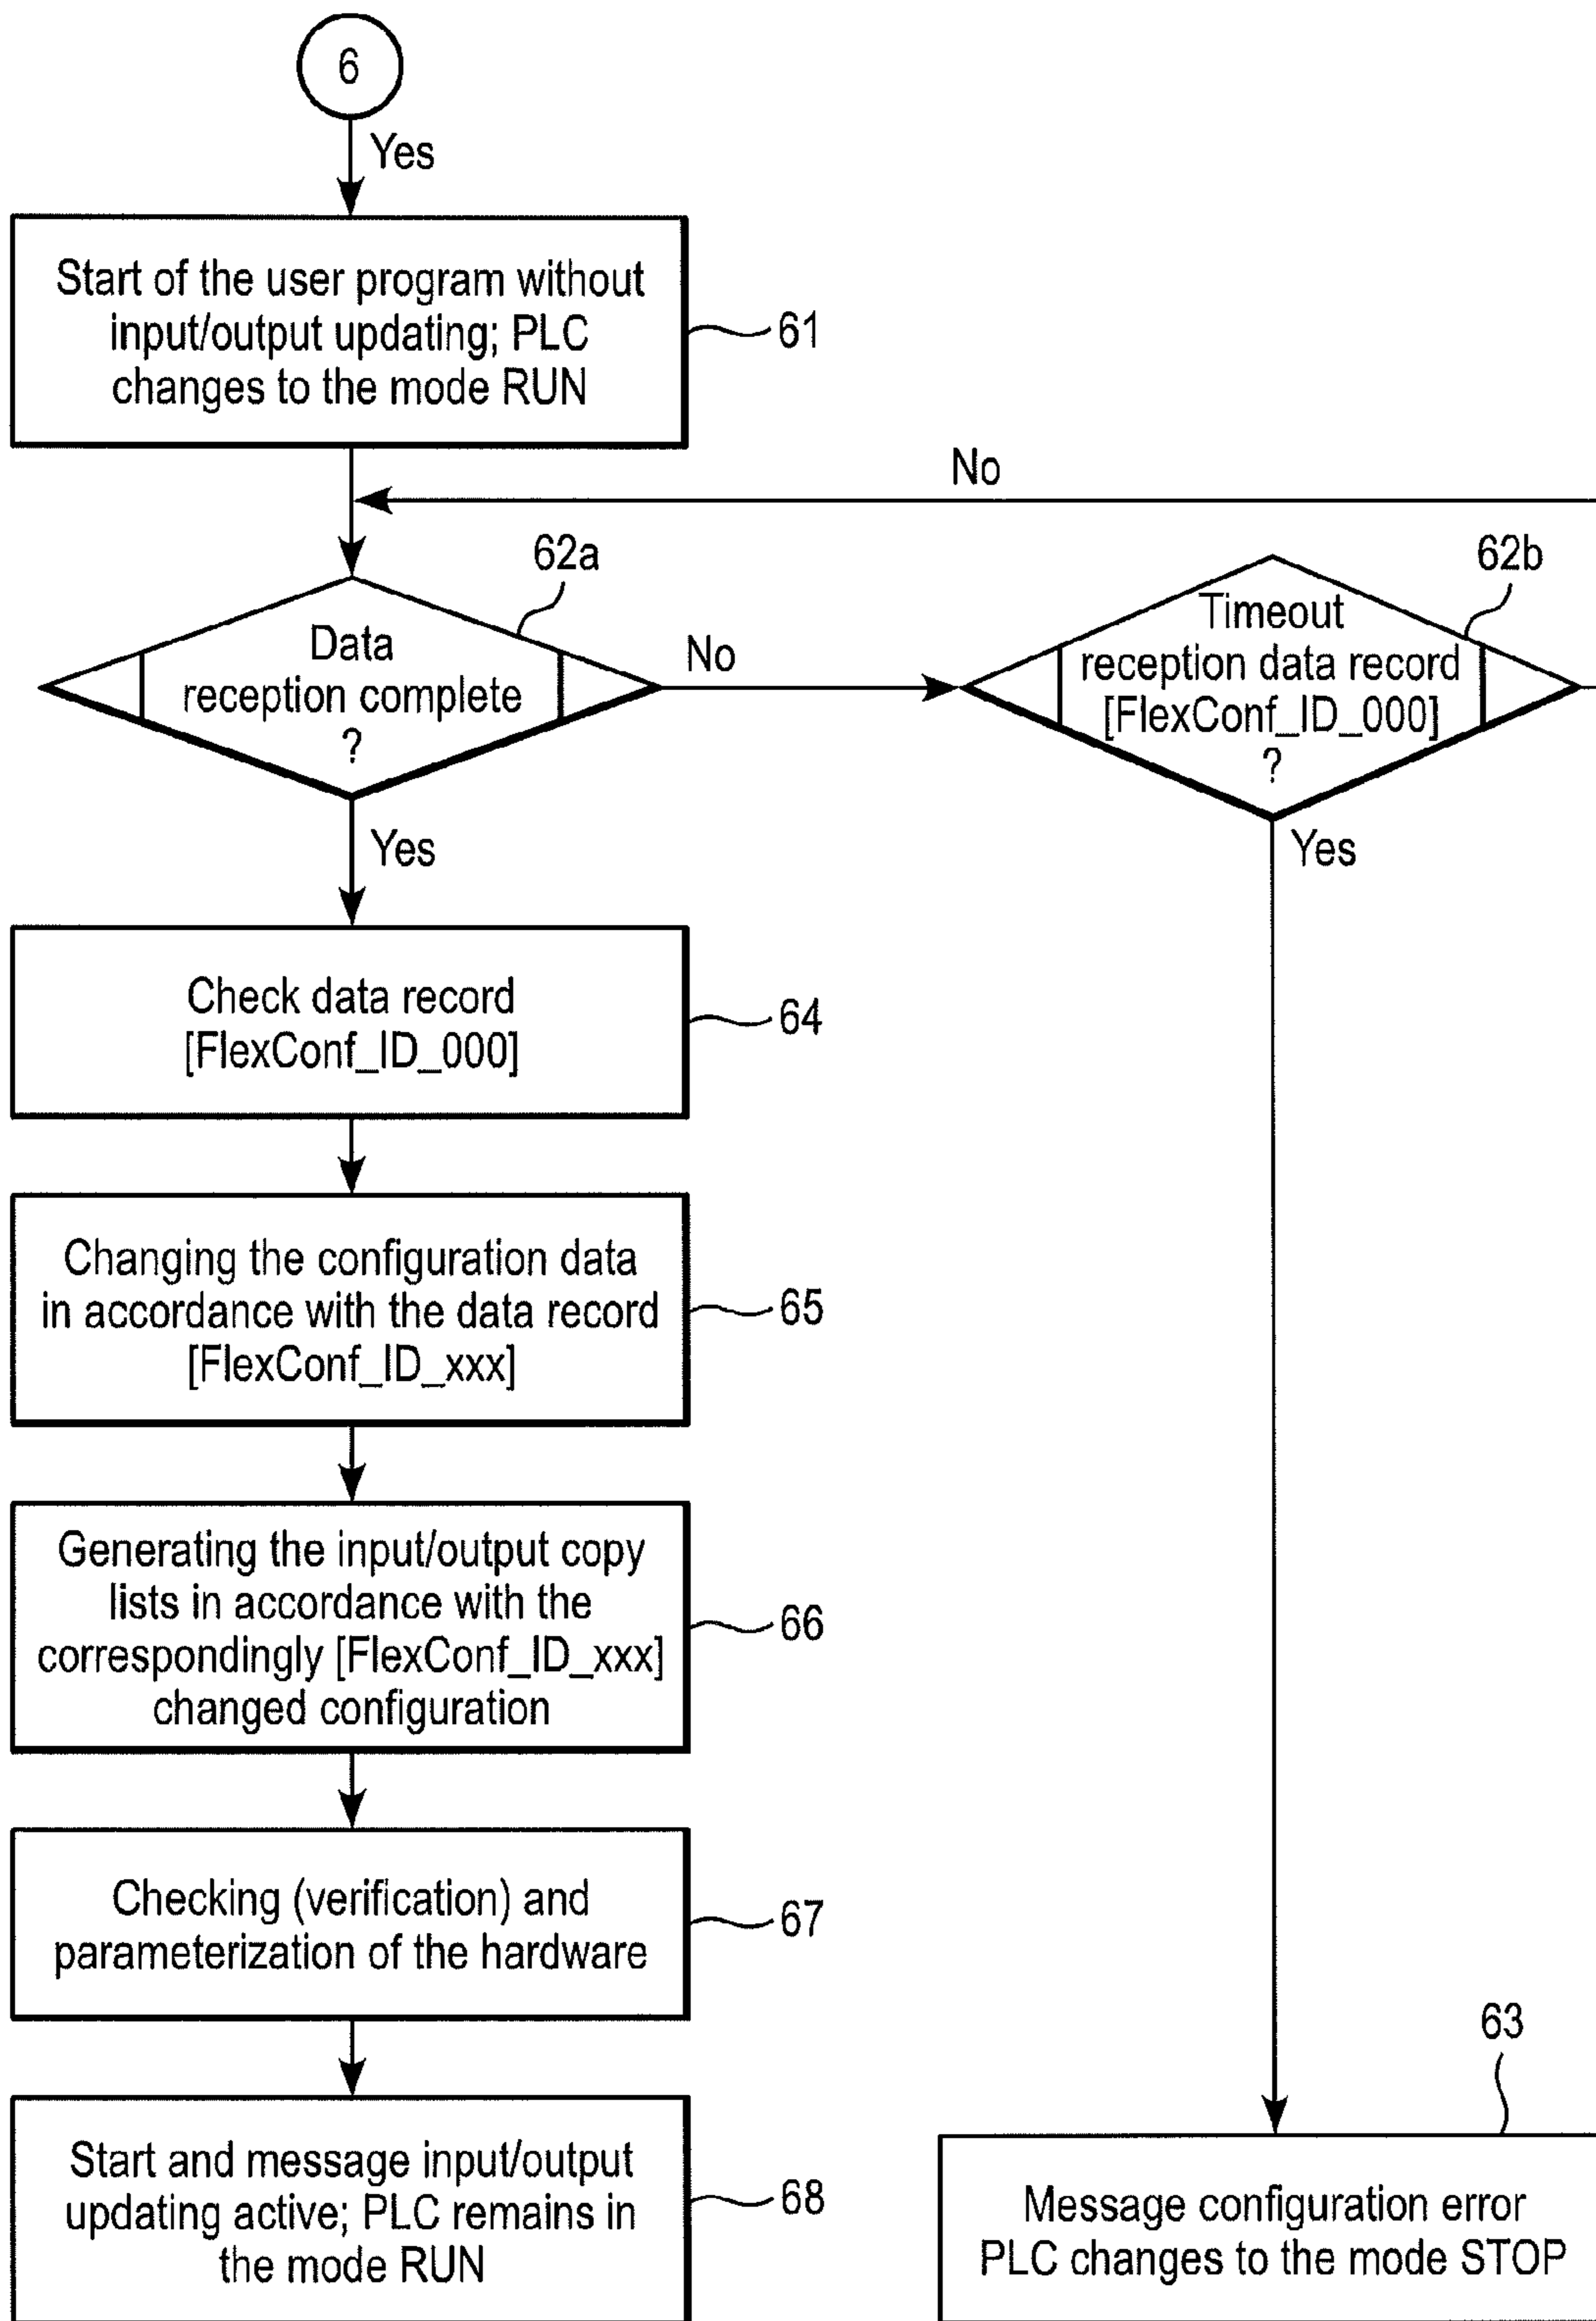 6
Yes
Start of the user program without
input/output updating; PLC
changes to the mode RUN
61
No
62a
Data
reception complete
?
No
62b
Timeout
reception data record
[FlexConf_ID_000]
?
Yes
Yes
Check data record
[FlexConf_ID_000]
64
Changing the configuration data
in accordance with the data record
[FlexConf_ID_xxx]
65
Generating the input/output copy
lists in accordance with the
correspondingly [FlexConf_ID_xxx]
changed configuration
66
Checking (verification) and
parameterization of the hardware
67
Start and message input/output
updating active; PLC remains in
the mode RUN
68
63
Message configuration error
PLC changes to the mode STOP